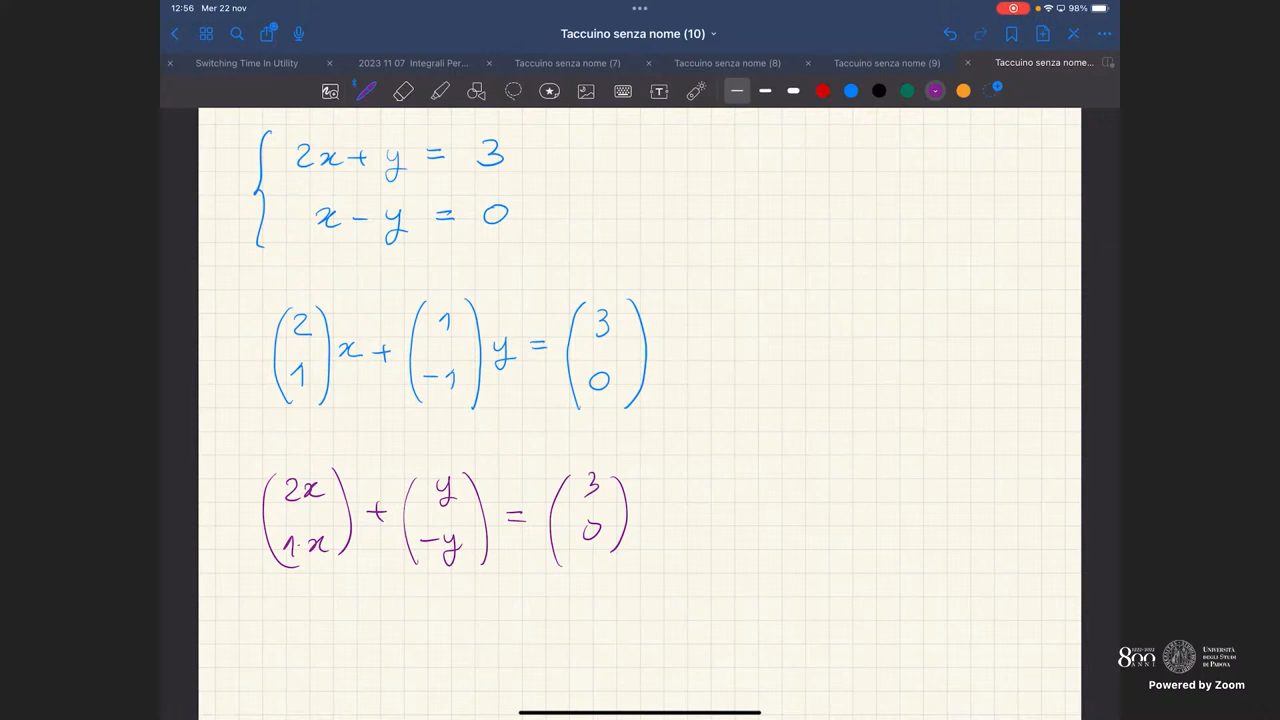 12:56 Mer 22 nov 98%
Taccuino senza nome (10)
Switching Time In Utility × 2023 11 07 Integrali Per... × Taccuino senza nome (7) × Taccuino senza nome (8) × Taccuino senza nome (9) × Taccuino senza nome...
{ 2x + y = 3
x - y = 0
(2 1) x + (1 -1) y = (3 0)
(2x 1·x) + (y -y) = (3 0)
800 ANNI
UNIVERSITÀ DEGLI STUDI DI PADOVA
Powered by Zoom